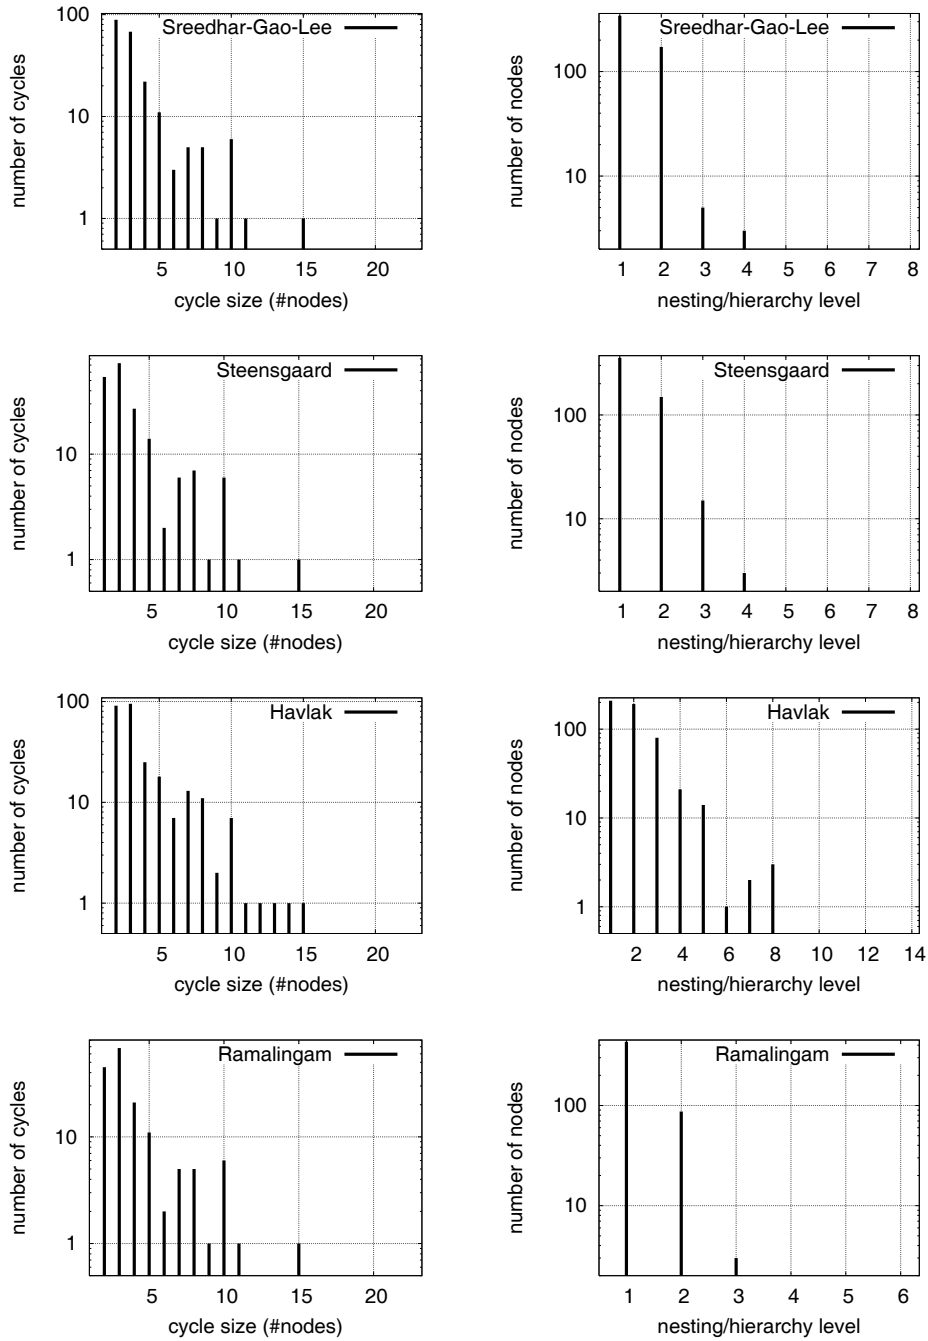 100
10
1
number of cycles
Sreedhar-Gao-Lee
5 10 15 20
cycle size (#nodes)
100
10
number of nodes
Sreedhar-Gao-Lee
1 2 3 4 5 6 7 8
nesting/hierarchy level
10
1
number of cycles
Steensgaard
5 10 15 20
cycle size (#nodes)
100
10
number of nodes
Steensgaard
1 2 3 4 5 6 7 8
nesting/hierarchy level
100
10
1
number of cycles
Havlak
5 10 15 20
cycle size (#nodes)
100
10
1
number of nodes
Havlak
2 4 6 8 10 12 14
nesting/hierarchy level
10
1
number of cycles
Ramalingam
5 10 15 20
cycle size (#nodes)
100
10
number of nodes
Ramalingam
1 2 3 4 5 6
nesting/hierarchy level